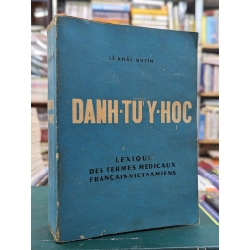 LÊ KHẮC QUYẾN
DANH·TỪ·Y·HỌC
LEXIQUE
DES TERMES MÉDICAUX
FRANÇAIS-VIETNAMIENS